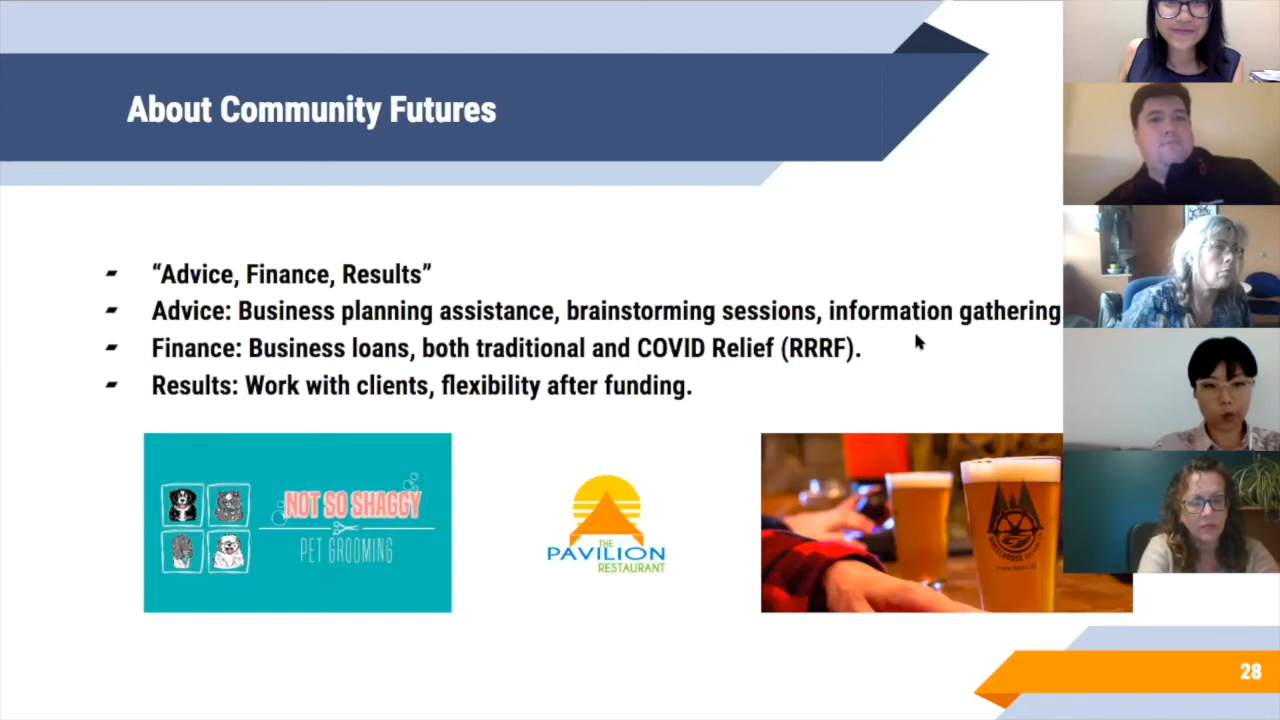 About Community Futures
- “Advice, Finance, Results”
- Advice: Business planning assistance, brainstorming sessions, information gathering
- Finance: Business loans, both traditional and COVID Relief (RRRF).
- Results: Work with clients, flexibility after funding.
NOT SO SHAGGY
PET GROOMING
THE
PAVILION
RESTAURANT
WHEELHOUSE
28